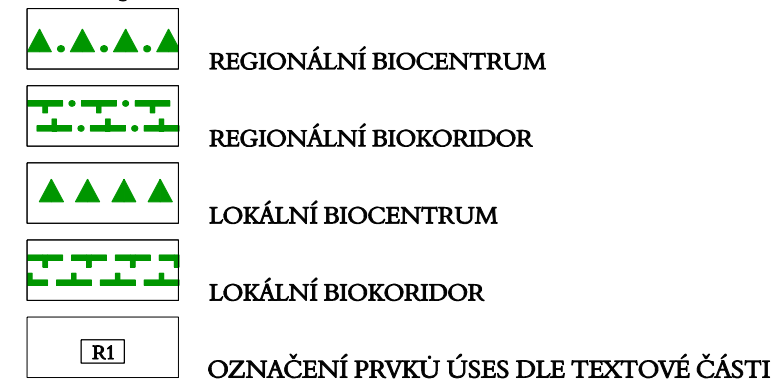 REGIONÁLNÍ BIOCENTRUM
REGIONÁLNÍ BIOKORIDOR
LOKÁLNÍ BIOCENTRUM
LOKÁLNÍ BIOKORIDOR
R1 OZNAČENÍ PRVKŮ ÚSES DLE TEXTOVÉ ČÁSTI